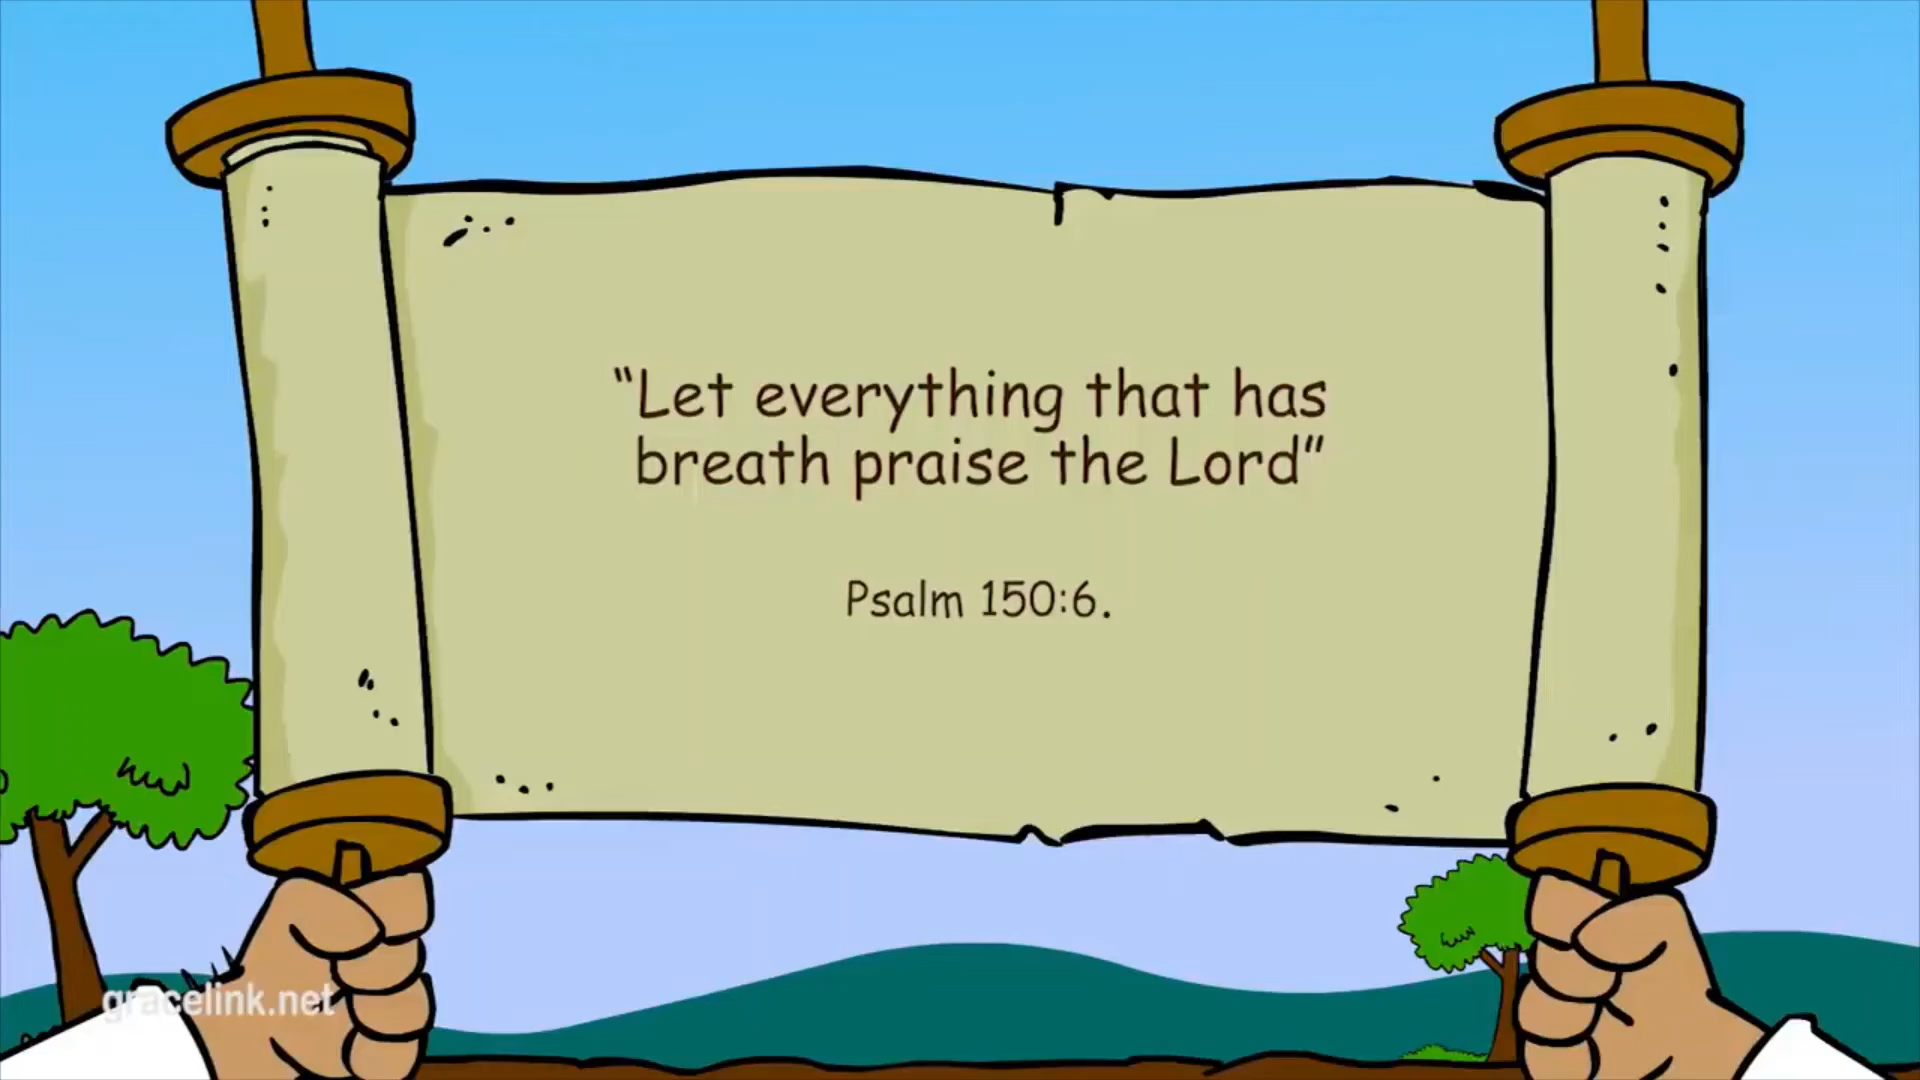 “Let everything that has
breath praise the Lord”
Psalm 150:6.
gracelink.net